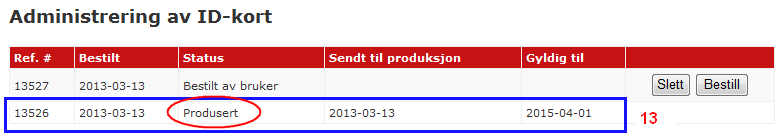 Administrering av ID-kort
Ref. # Bestilt Status Sendt til produksjon Gyldig til
13527 2013-03-13 Bestilt av bruker Slett Bestill
13526 2013-03-13 Produsert 2013-03-13 2015-04-01 13